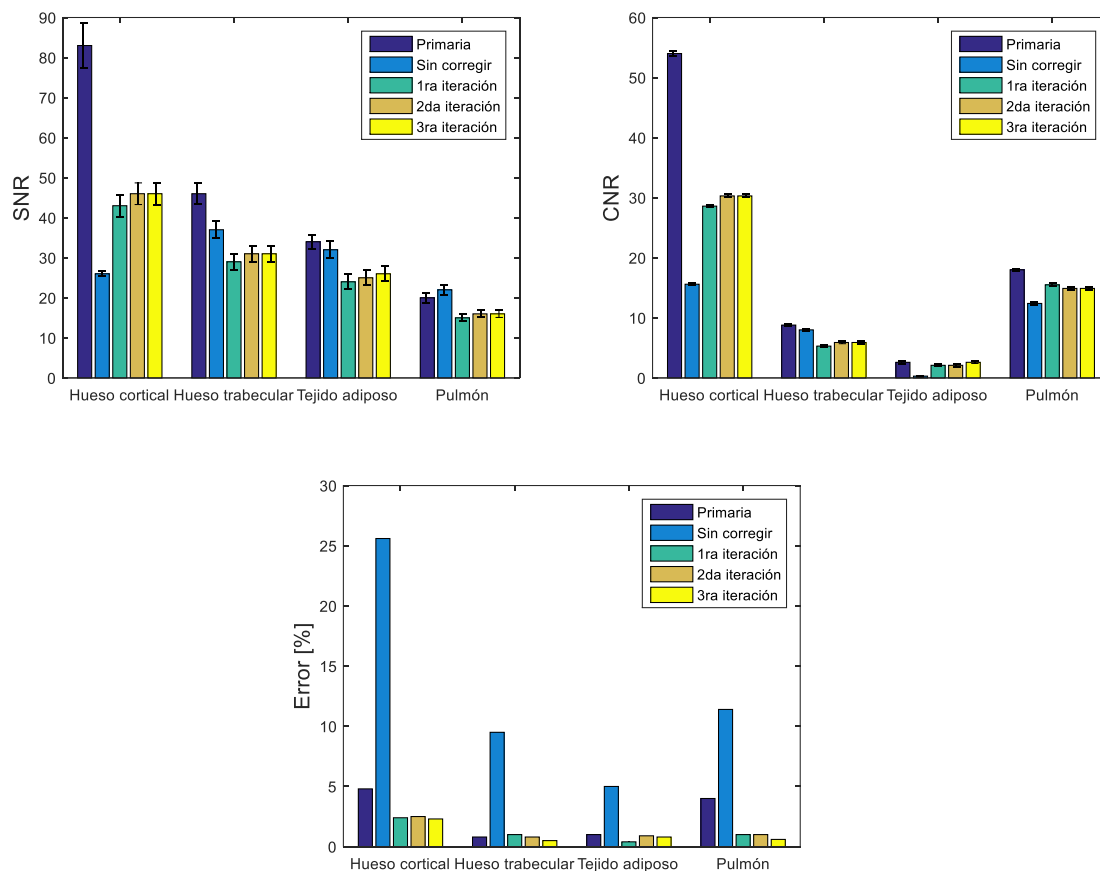 90
80
70
60
50
40
30
20
10
0
SNR
Primaria
Sin corregir
1ra iteración
2da iteración
3ra iteración
Hueso cortical Hueso trabecular Tejido adiposo Pulmón
60
50
40
30
20
10
0
CNR
Primaria
Sin corregir
1ra iteración
2da iteración
3ra iteración
Hueso cortical Hueso trabecular Tejido adiposo Pulmón
30
25
20
15
10
5
0
Error [%]
Primaria
Sin corregir
1ra iteración
2da iteración
3ra iteración
Hueso cortical Hueso trabecular Tejido adiposo Pulmón